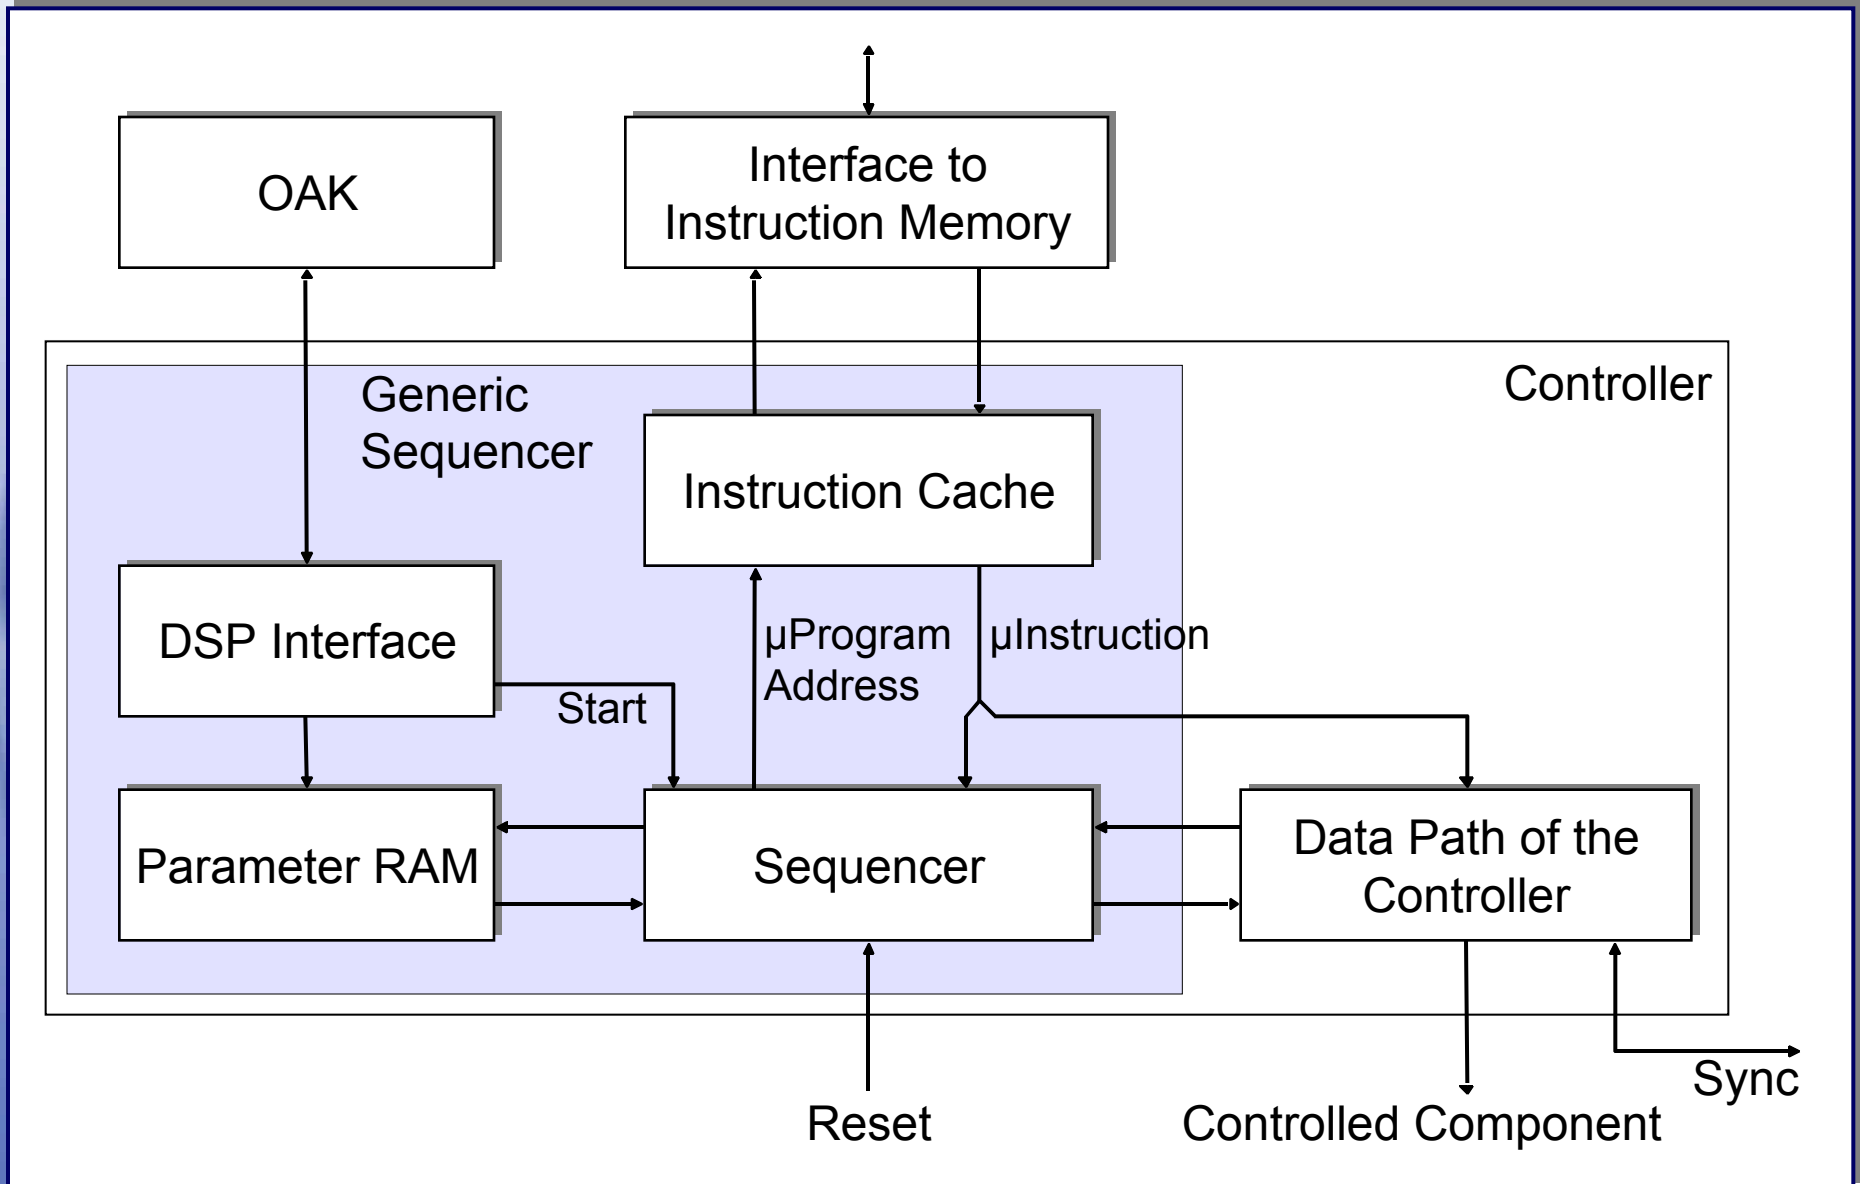 OAK
Interface to
Instruction Memory
Controller
Generic
Sequencer
Instruction Cache
DSP Interface
µProgram
Address
µInstruction
Start
Parameter RAM
Sequencer
Data Path of the
Controller
Sync
Reset
Controlled Component